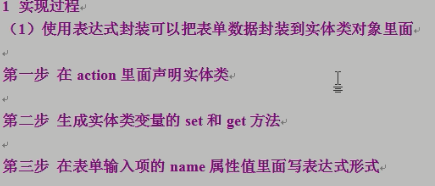 1 实现过程
（1）使用表达式封装可以把表单数据封装到实体类对象里面
第一步 在 action 里面声明实体类
第二步 生成实体类变量的 set 和 get 方法
第三步 在表单输入项的 name 属性值里面写表达式形式